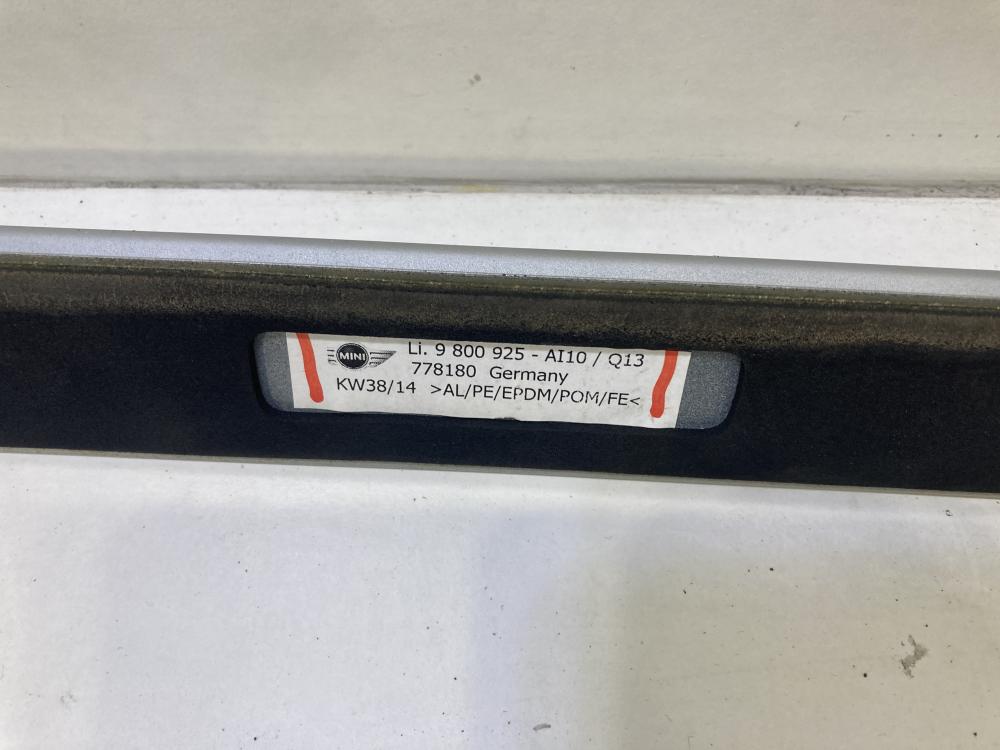 MINI
Li. 9 800 925 - AI10 / Q13
778180 Germany
KW38/14 >AL/PE/EPDM/POM/FE<